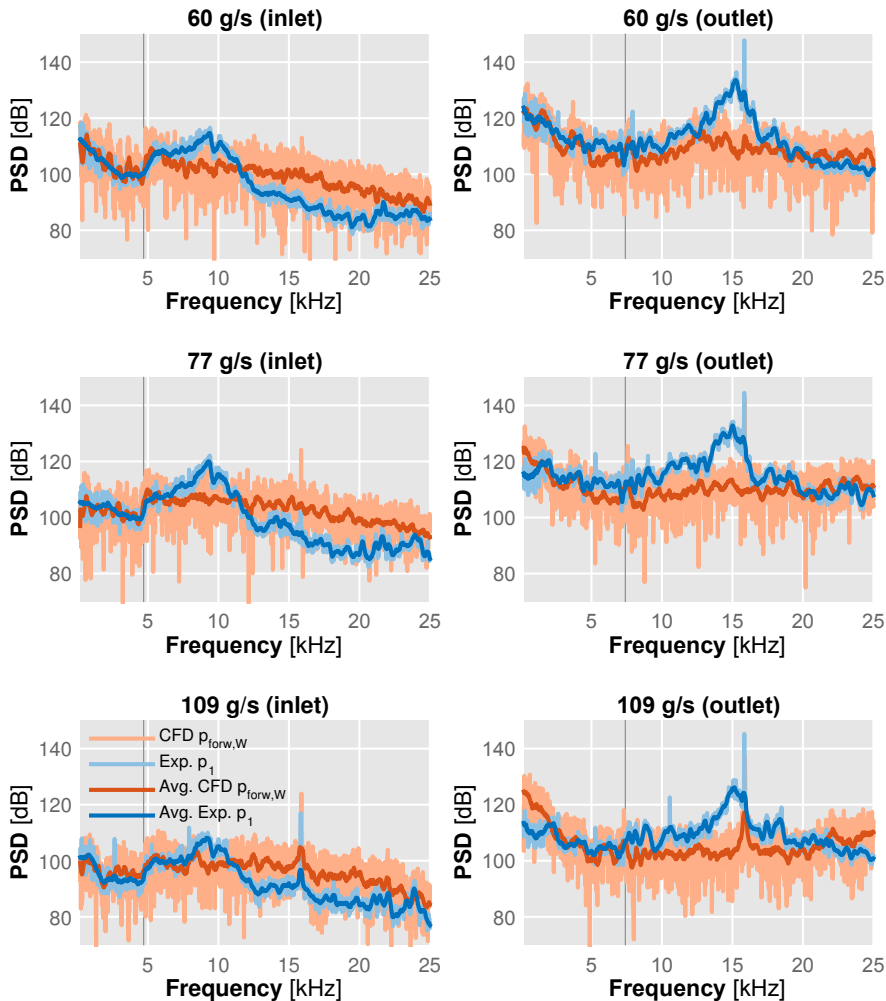 60 g/s (inlet)
140
120
100
80
PSD [dB]
5 10 15 20 25
Frequency [kHz]
60 g/s (outlet)
140
120
100
80
PSD [dB]
5 10 15 20 25
Frequency [kHz]
77 g/s (inlet)
140
120
100
80
PSD [dB]
5 10 15 20 25
Frequency [kHz]
77 g/s (outlet)
140
120
100
80
PSD [dB]
5 10 15 20 25
Frequency [kHz]
109 g/s (inlet)
140
120
100
80
PSD [dB]
CFD p_forw,W
Exp. p_1
Avg. CFD p_forw,W
Avg. Exp. p_1
5 10 15 20 25
Frequency [kHz]
109 g/s (outlet)
140
120
100
80
PSD [dB]
5 10 15 20 25
Frequency [kHz]